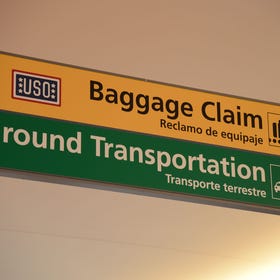 USO
Baggage Claim
Reclamo de equipaje
round Transportation
Transporte terrestre